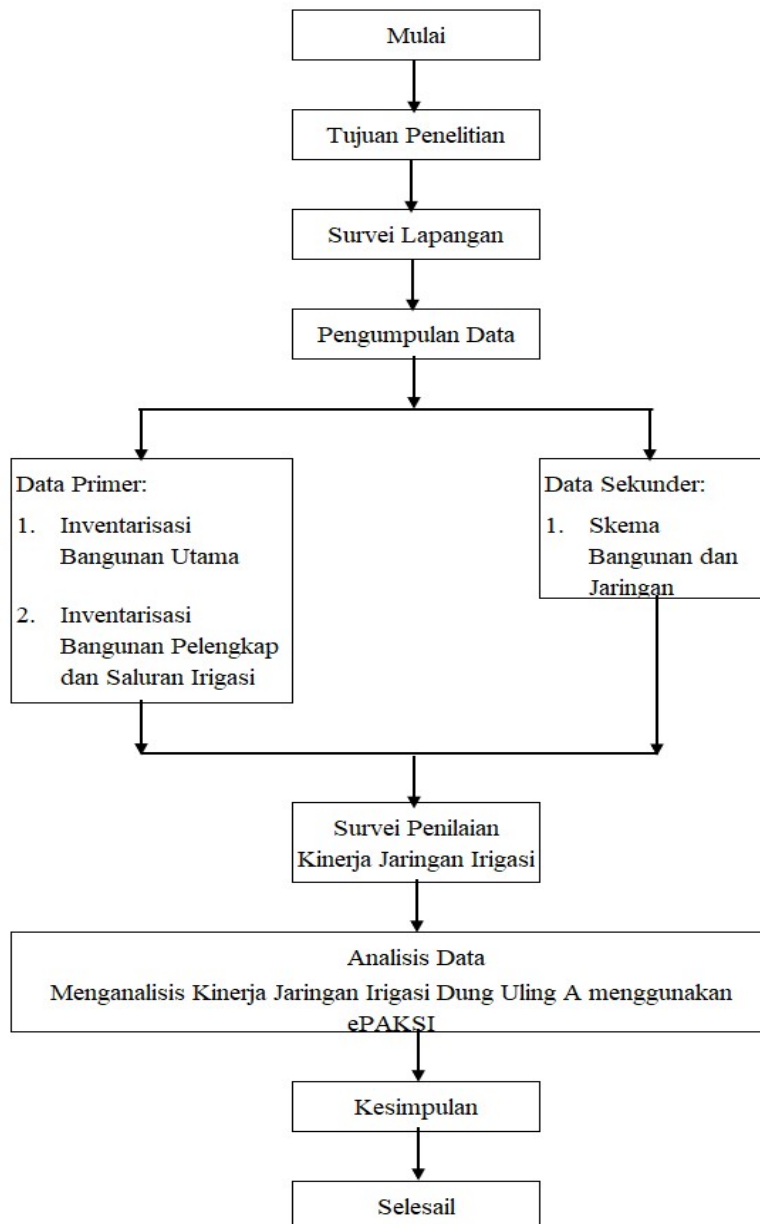 Mulai
Tujuan Penelitian
Survei Lapangan
Pengumpulan Data
Data Primer:
1. Inventarisasi
Bangunan Utama
2. Inventarisasi
Bangunan Pelengkap
dan Saluran Irigasi
Data Sekunder:
1. Skema
Bangunan dan
Jaringan
Survei Penilaian
Kinerja Jaringan Irigasi
Analisis Data
Menganalisis Kinerja Jaringan Irigasi Dung Uling A menggunakan
ePAKSI
Kesimpulan
Selesail